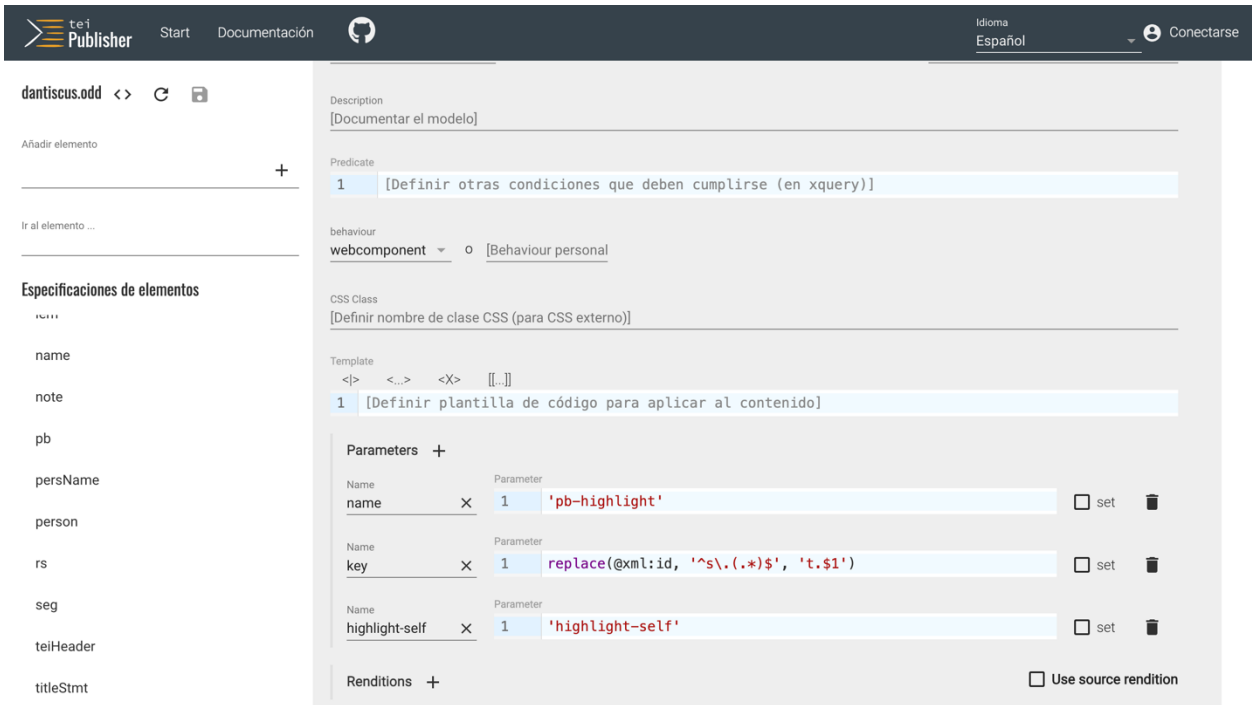 tei
Publisher
Start
Documentación
Idioma
Español
Conectarse
dantiscus.odd
Añadir elemento
Ir al elemento ...
Especificaciones de elementos
name
note
pb
persName
person
rs
seg
teiHeader
titleStmt
Description
[Documentar el modelo]
Predicate
1 [Definir otras condiciones que deben cumplirse (en xquery)]
behaviour
webcomponent o [Behaviour personal
CSS Class
[Definir nombre de clase CSS (para CSS externo)]
Template
<|> <...> <X> [[...]]
1 [Definir plantilla de código para aplicar al contenido]
Parameters +
Name Parameter
name × 1 'pb-highlight' set
Name Parameter
key × 1 replace(@xml:id, '^s\.(.*)$', 't.$1') set
Name Parameter
highlight-self × 1 'highlight-self' set
Renditions + Use source rendition